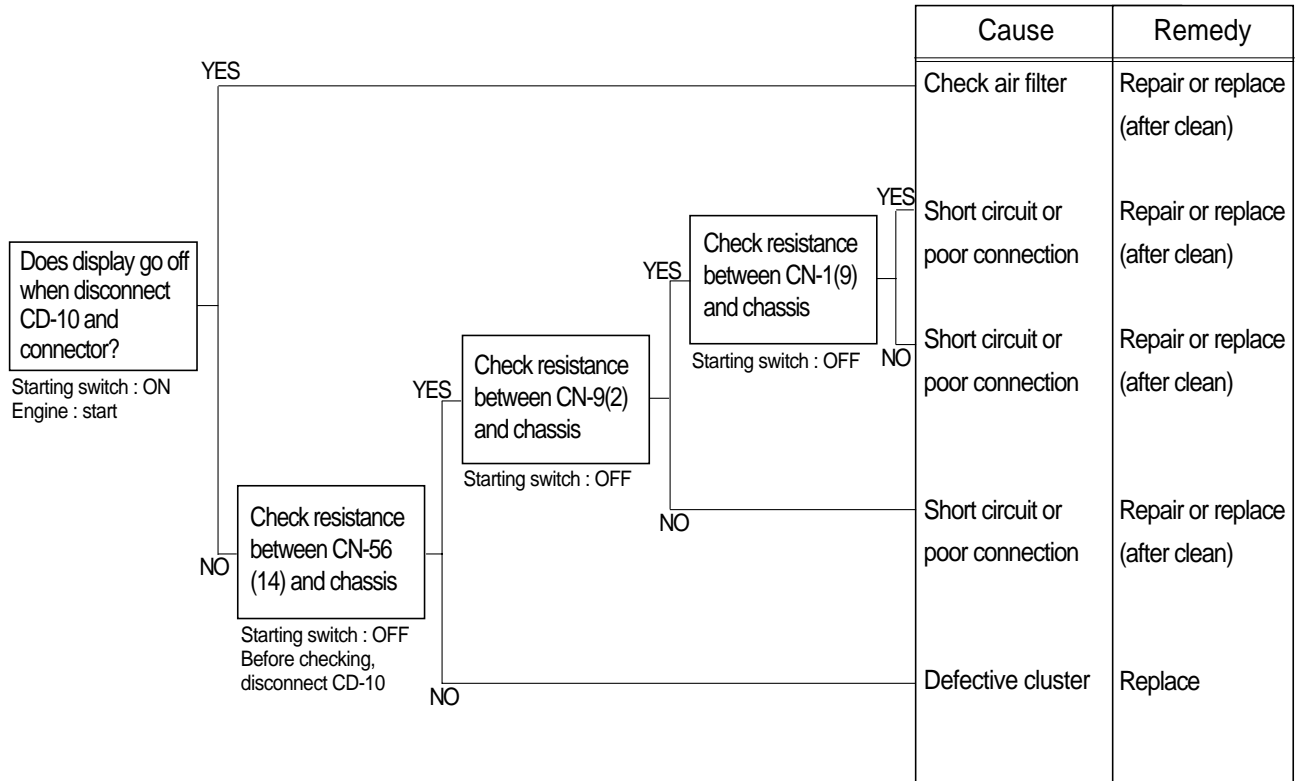 Cause
Remedy
YES
Check air filter
Repair or replace
(after clean)
YES
Short circuit or
poor connection
Repair or replace
(after clean)
Check resistance
between CN-1(9)
and chassis
YES
Starting switch : OFF
NO
Short circuit or
poor connection
Repair or replace
(after clean)
Does display go off
when disconnect
CD-10 and
connector?
Starting switch : ON
Engine : start
YES
Check resistance
between CN-9(2)
and chassis
Starting switch : OFF
NO
Short circuit or
poor connection
Repair or replace
(after clean)
NO
Check resistance
between CN-56
(14) and chassis
Starting switch : OFF
Before checking,
disconnect CD-10
NO
Defective cluster
Replace